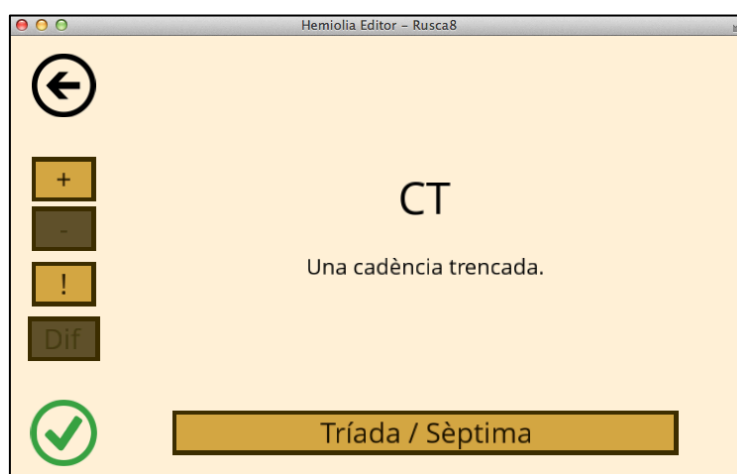 Hemiolia Editor – Rusca8
+
-
CT
Una cadència trencada.
!
Dif
Tríada / Sèptima